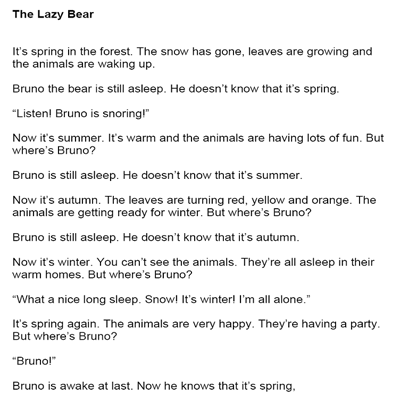 The Lazy Bear
It's spring in the forest. The snow has gone, leaves are growing and
the animals are waking up.
Bruno the bear is still asleep. He doesn't know that it's spring.
“Listen! Bruno is snoring!”
Now it's summer. It's warm and the animals are having lots of fun. But
where's Bruno?
Bruno is still asleep. He doesn't know that it's summer.
Now it's autumn. The leaves are turning red, yellow and orange. The
animals are getting ready for winter. But where's Bruno?
Bruno is still asleep. He doesn't know that it's autumn.
Now it's winter. You can't see the animals. They're all asleep in their
warm homes. But where's Bruno?
“What a nice long sleep. Snow! It's winter! I'm all alone.”
It's spring again. The animals are very happy. They're having a party.
But where's Bruno?
“Bruno!”
Bruno is awake at last. Now he knows that it's spring,